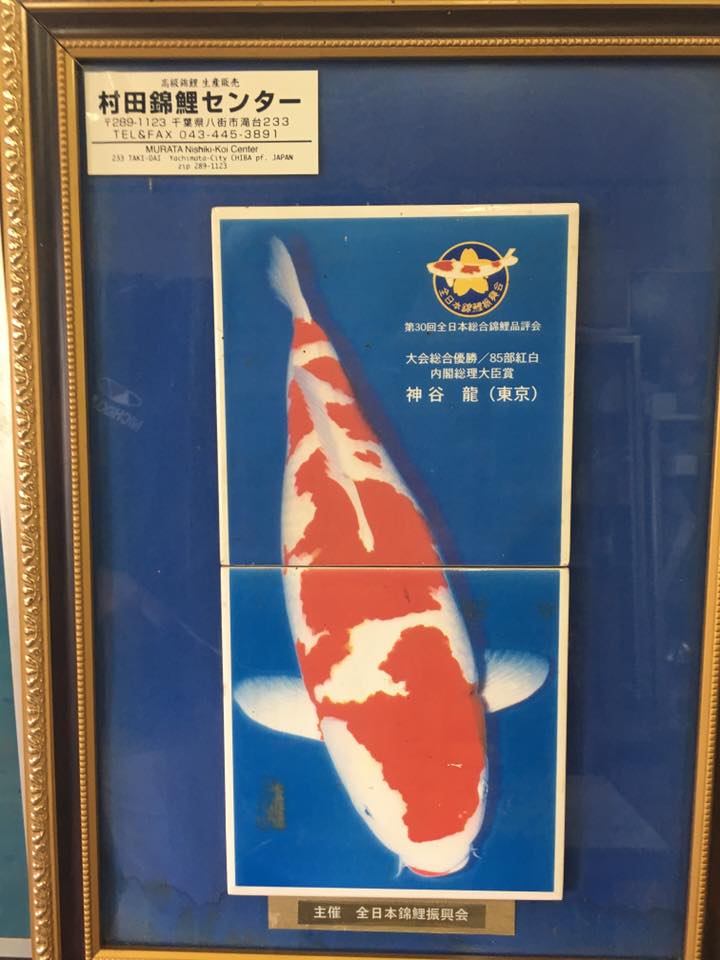 高級錦鯉 生産販売
村田錦鯉センター
〒289-1123 千葉県八街市滝台233
TEL&FAX 043-445-3891
MURATA Nishiki-Koi Center
233 TAKI-DAI Yachimata-City CHIBA pf. JAPAN
zip 289-1123
全日本錦鯉振興会
第30回全日本総合錦鯉品評会
大会総合優勝／85部紅白
内閣総理大臣賞
神谷 龍（東京）
主催 全日本錦鯉振興会